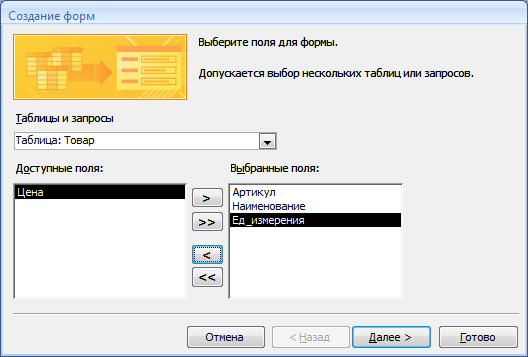 Создание форм
Выберите поля для формы.
Допускается выбор нескольких таблиц или запросов.
Таблицы и запросы
Таблица: Товар
Доступные поля:
Выбранные поля:
Цена
>
>>
<
<<
Артикул
Наименование
Ед_измерения
Отмена
< Назад
Далее >
Готово